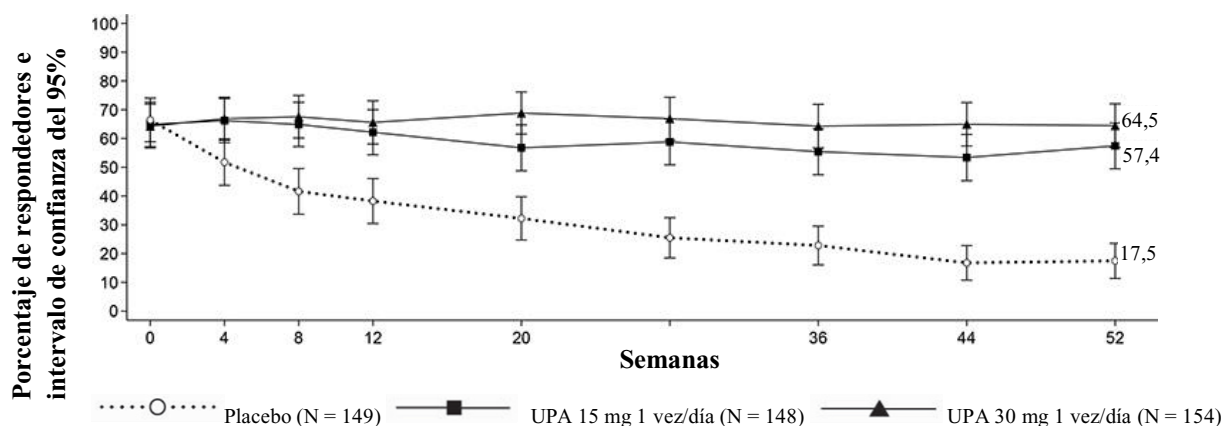 Porcentaje de respondedores e
intervalo de confianza del 95%
100
90
80
70
60
50
40
30
20
10
0
64,5
57,4
17,5
0 4 8 12 20 36 44 52
Semanas
Placebo (N = 149) UPA 15 mg 1 vez/día (N = 148) UPA 30 mg 1 vez/día (N = 154)